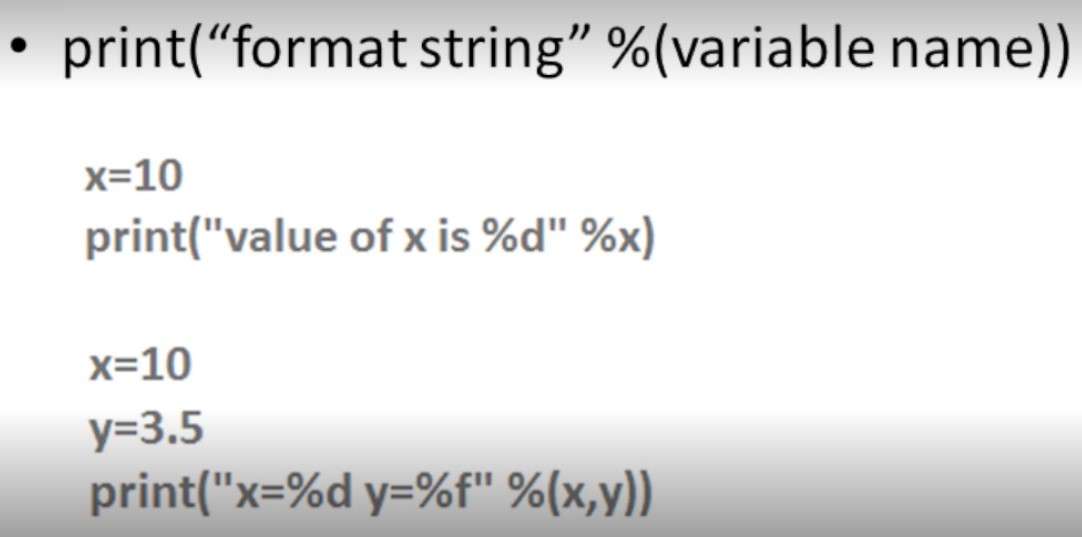 • print(“format string” %(variable name))
x=10
print("value of x is %d" %x)
x=10
y=3.5
print("x=%d y=%f" %(x,y))